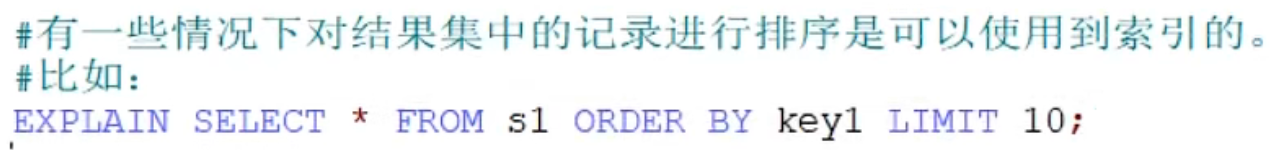 #有一些情况下对结果集中的记录进行排序是可以使用到索引的。
#比如：
EXPLAIN SELECT * FROM s1 ORDER BY key1 LIMIT 10;